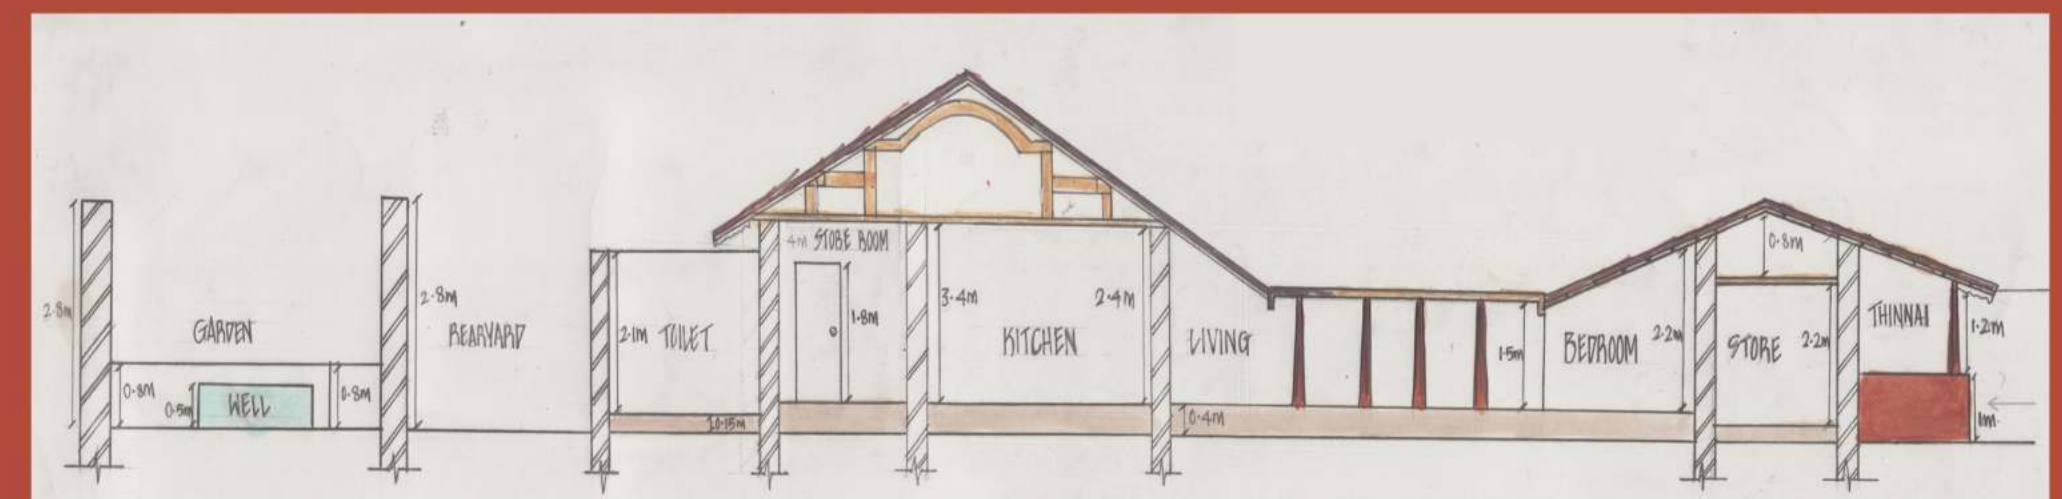 2.8m
GARDEN
0.8m
0.5m
WELL
0.8m
2.8m
REARYARD
2.1m
TOILET
0.15m
4m
STORE ROOM
1.8m
3.4m
KITCHEN
2.4m
LIVING
0.4m
1.5m
BEDROOM
2.2m
0.8m
STORE
2.2m
THINNAI
1.2m
1m